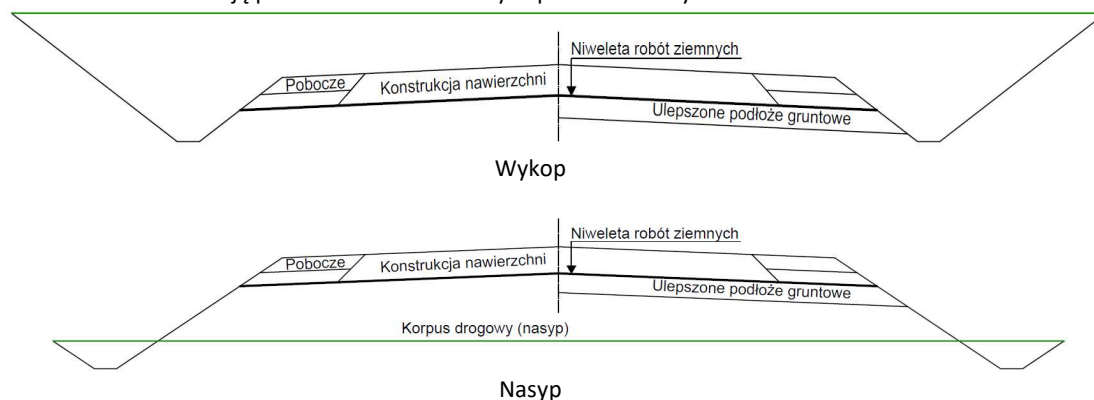 Niweleta robót ziemnych
Pobocze
Konstrukcja nawierzchni
Ulepszone podłoże gruntowe
Wykop
Niweleta robót ziemnych
Pobocze
Konstrukcja nawierzchni
Ulepszone podłoże gruntowe
Korpus drogowy (nasyp)
Nasyp